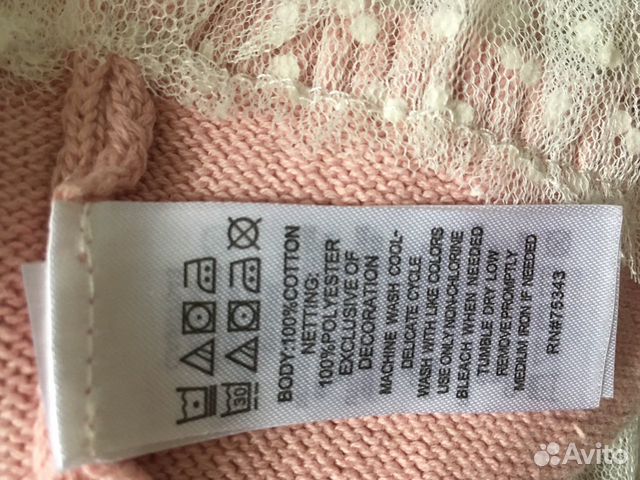 30
BODY:100%COTTON
NETTING:
100%POLYESTER
EXCLUSIVE OF
DECORATION
MACHINE WASH COOL-
DELICATE CYCLE
WASH WITH LIKE COLORS
USE ONLY NON-CHLORINE
BLEACH WHEN NEEDED
TUMBLE DRY LOW
REMOVE PROMPTLY
MEDIUM IRON IF NEEDED
RN#75343
Avito